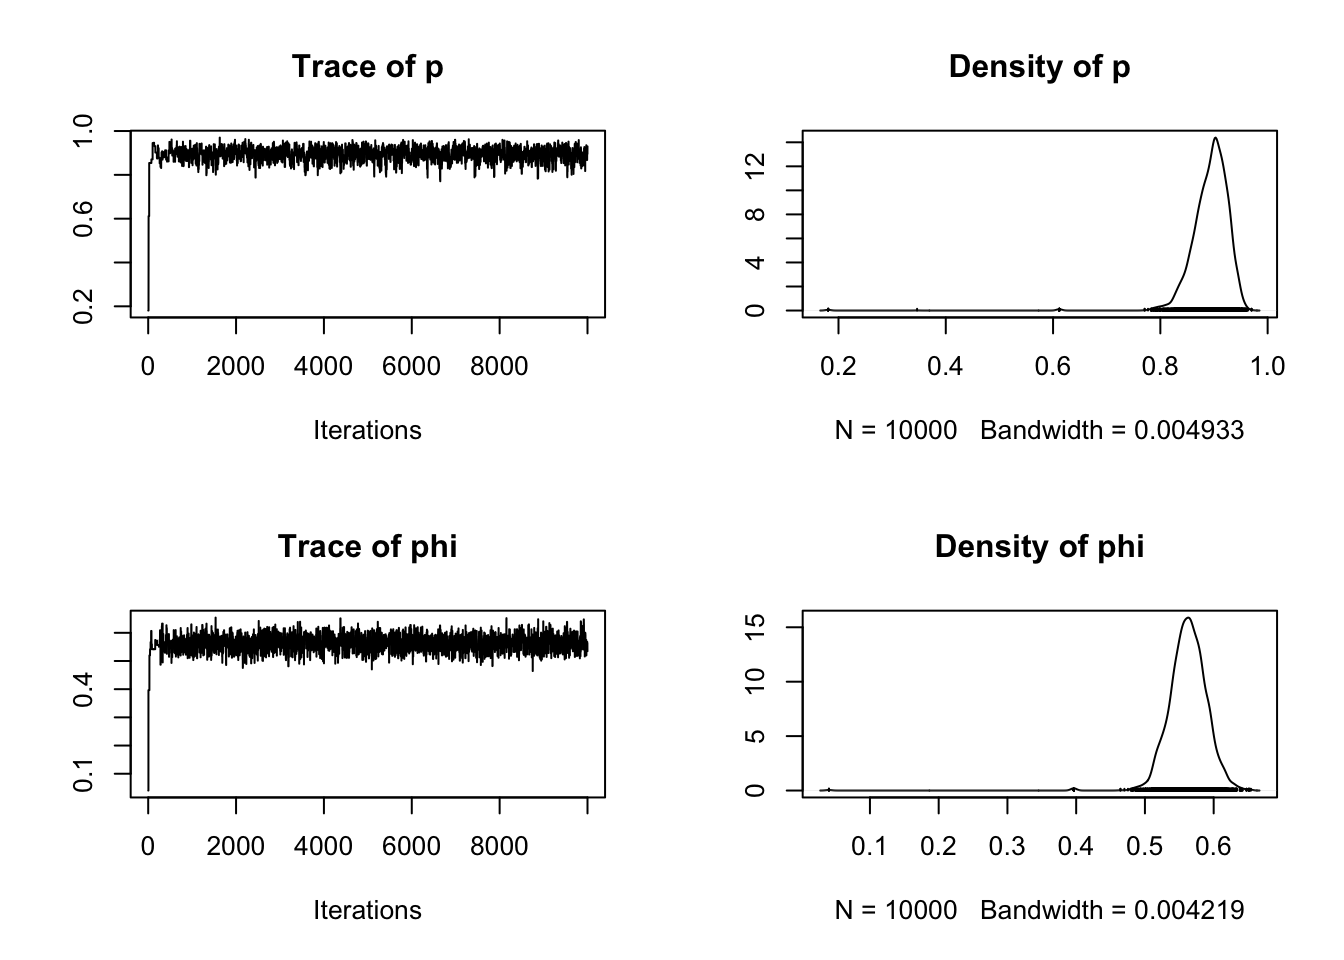 Trace of p
1.0
0.6
0.2
0 2000 4000 6000 8000
Iterations
Density of p
12
8
4
0
0.2 0.4 0.6 0.8 1.0
N = 10000 Bandwidth = 0.004933
Trace of phi
0.4
0.1
0 2000 4000 6000 8000
Iterations
Density of phi
15
10
5
0
0.1 0.2 0.3 0.4 0.5 0.6
N = 10000 Bandwidth = 0.004219